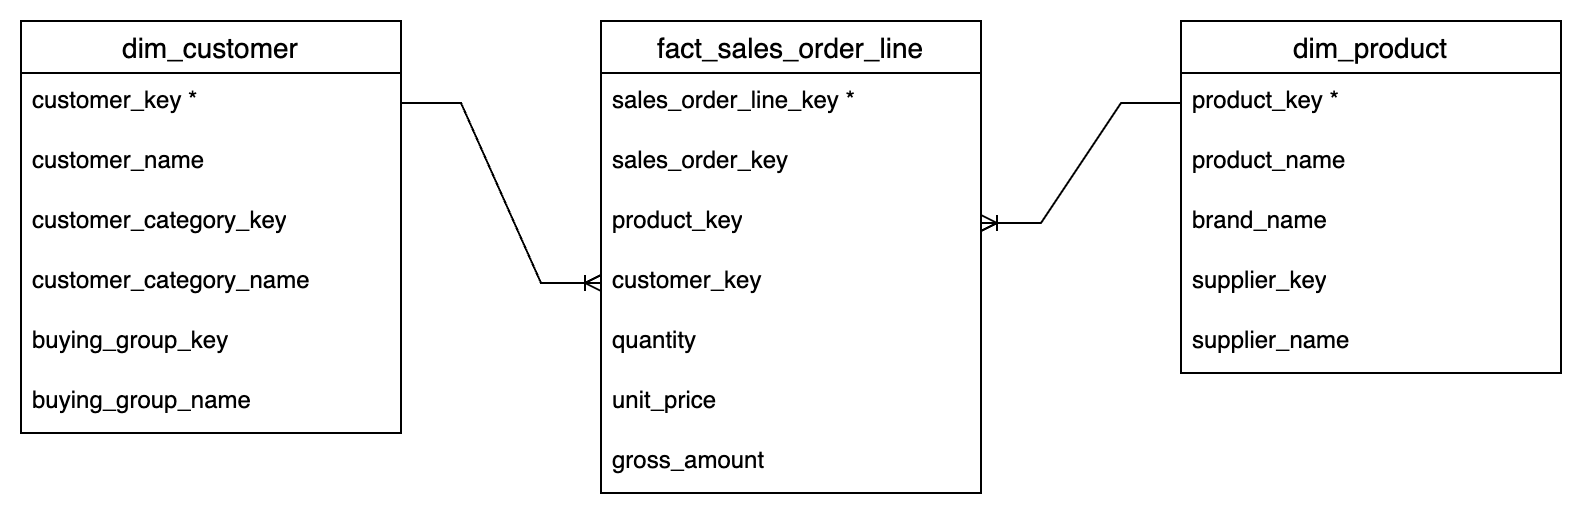 dim_customer
customer_key *
customer_name
customer_category_key
customer_category_name
buying_group_key
buying_group_name
fact_sales_order_line
sales_order_line_key *
sales_order_key
product_key
customer_key
quantity
unit_price
gross_amount
dim_product
product_key *
product_name
brand_name
supplier_key
supplier_name